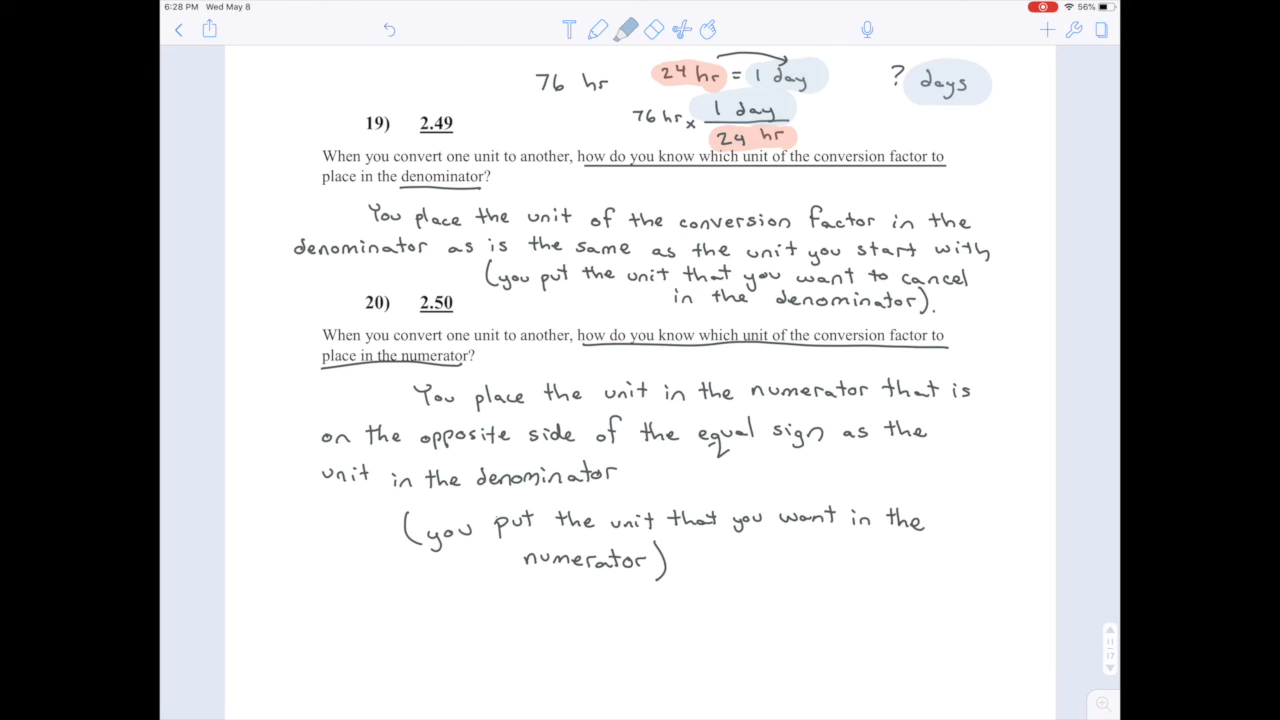 6:28 PM Wed May 8
56%
76 hr 24 hr = 1 day ? days
76 hr x 1 day
24 hr
19) 2.49
When you convert one unit to another, how do you know which unit of the conversion factor to
place in the denominator?
You place the unit of the conversion factor in the
denominator as is the same as the unit you start with
(you put the unit that you want to cancel
in the denominator).
20) 2.50
When you convert one unit to another, how do you know which unit of the conversion factor to
place in the numerator?
You place the unit in the numerator that is
on the opposite side of the equal sign as the
unit in the denominator
(you put the unit that you want in the
numerator)
11
17